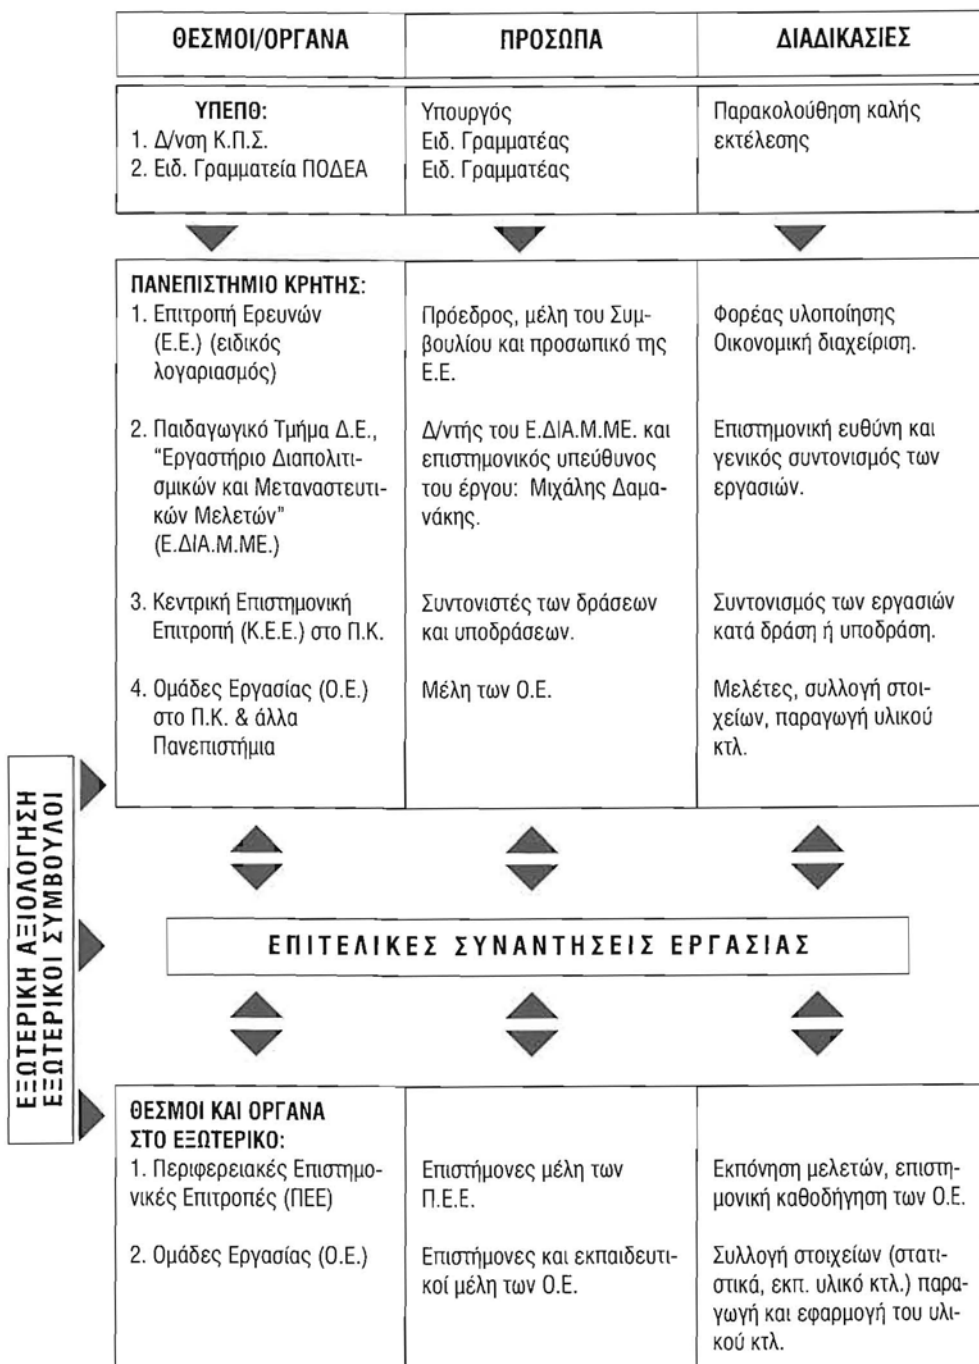 ΘΕΣΜΟΙ/ΟΡΓΑΝΑ
ΠΡΟΣΩΠΑ
ΔΙΑΔΙΚΑΣΙΕΣ
ΥΠΕΠΘ:
1. Δ/νση Κ.Π.Σ.
2. Ειδ. Γραμματεία ΠΟΔΕΑ
Υπουργός
Ειδ. Γραμματέας
Ειδ. Γραμματέας
Παρακολούθηση καλής
εκτέλεσης
ΠΑΝΕΠΙΣΤΗΜΙΟ ΚΡΗΤΗΣ:
1. Επιτροπή Ερευνών
(Ε.Ε.) (ειδικός
λογαριασμός)
Πρόεδρος, μέλη του Συμ-
βουλίου και προσωπικό της
Ε.Ε.
Φορέας υλοποίησης
Οικονομική διαχείριση.
2. Παιδαγωγικό Τμήμα Δ.Ε.,
"Εργαστήριο Διαπολιτι-
σμικών και Μεταναστευτι-
κών Μελετών"
(Ε.ΔΙΑ.Μ.ΜΕ.)
Δ/ντής του Ε.ΔΙΑ.Μ.ΜΕ. και
επιστημονικός υπεύθυνος
του έργου: Μιχάλης Δαμα-
νάκης.
Επιστημονική ευθύνη και
γενικός συντονισμός των
εργασιών.
3. Κεντρική Επιστημονική
Επιτροπή (Κ.Ε.Ε.) στο Π.Κ.
Συντονιστές των δράσεων
και υποδράσεων.
Συντονισμός των εργασιών
κατά δράση ή υποδράση.
4. Ομάδες Εργασίας (Ο.Ε.)
στο Π.Κ. & άλλα
Πανεπιστήμια
Μέλη των Ο.Ε.
Μελέτες, συλλογή στοι-
χείων, παραγωγή υλικού
κτλ.
ΕΞΩΤΕΡΙΚΗ ΑΞΙΟΛΟΓΗΣΗ
ΕΞΩΤΕΡΙΚΟΙ ΣΥΜΒΟΥΛΟΙ
ΕΠΙΤΕΛΙΚΕΣ ΣΥΝΑΝΤΗΣΕΙΣ ΕΡΓΑΣΙΑΣ
ΘΕΣΜΟΙ ΚΑΙ ΟΡΓΑΝΑ
ΣΤΟ ΕΞΩΤΕΡΙΚΟ:
1. Περιφερειακές Επιστημο-
νικές Επιτροπές (ΠΕΕ)
Επιστήμονες μέλη των
Π.Ε.Ε.
Εκπόνηση μελετών, επιστη-
μονική καθοδήγηση των Ο.Ε.
2. Ομάδες Εργασίας (Ο.Ε.)
Επιστήμονες και εκπαιδευτι-
κοί μέλη των Ο.Ε.
Συλλογή στοιχείων (στατι-
στικά, εκπ. υλικό κτλ.) παρα-
γωγή και εφαρμογή του υλι-
κού κτλ.